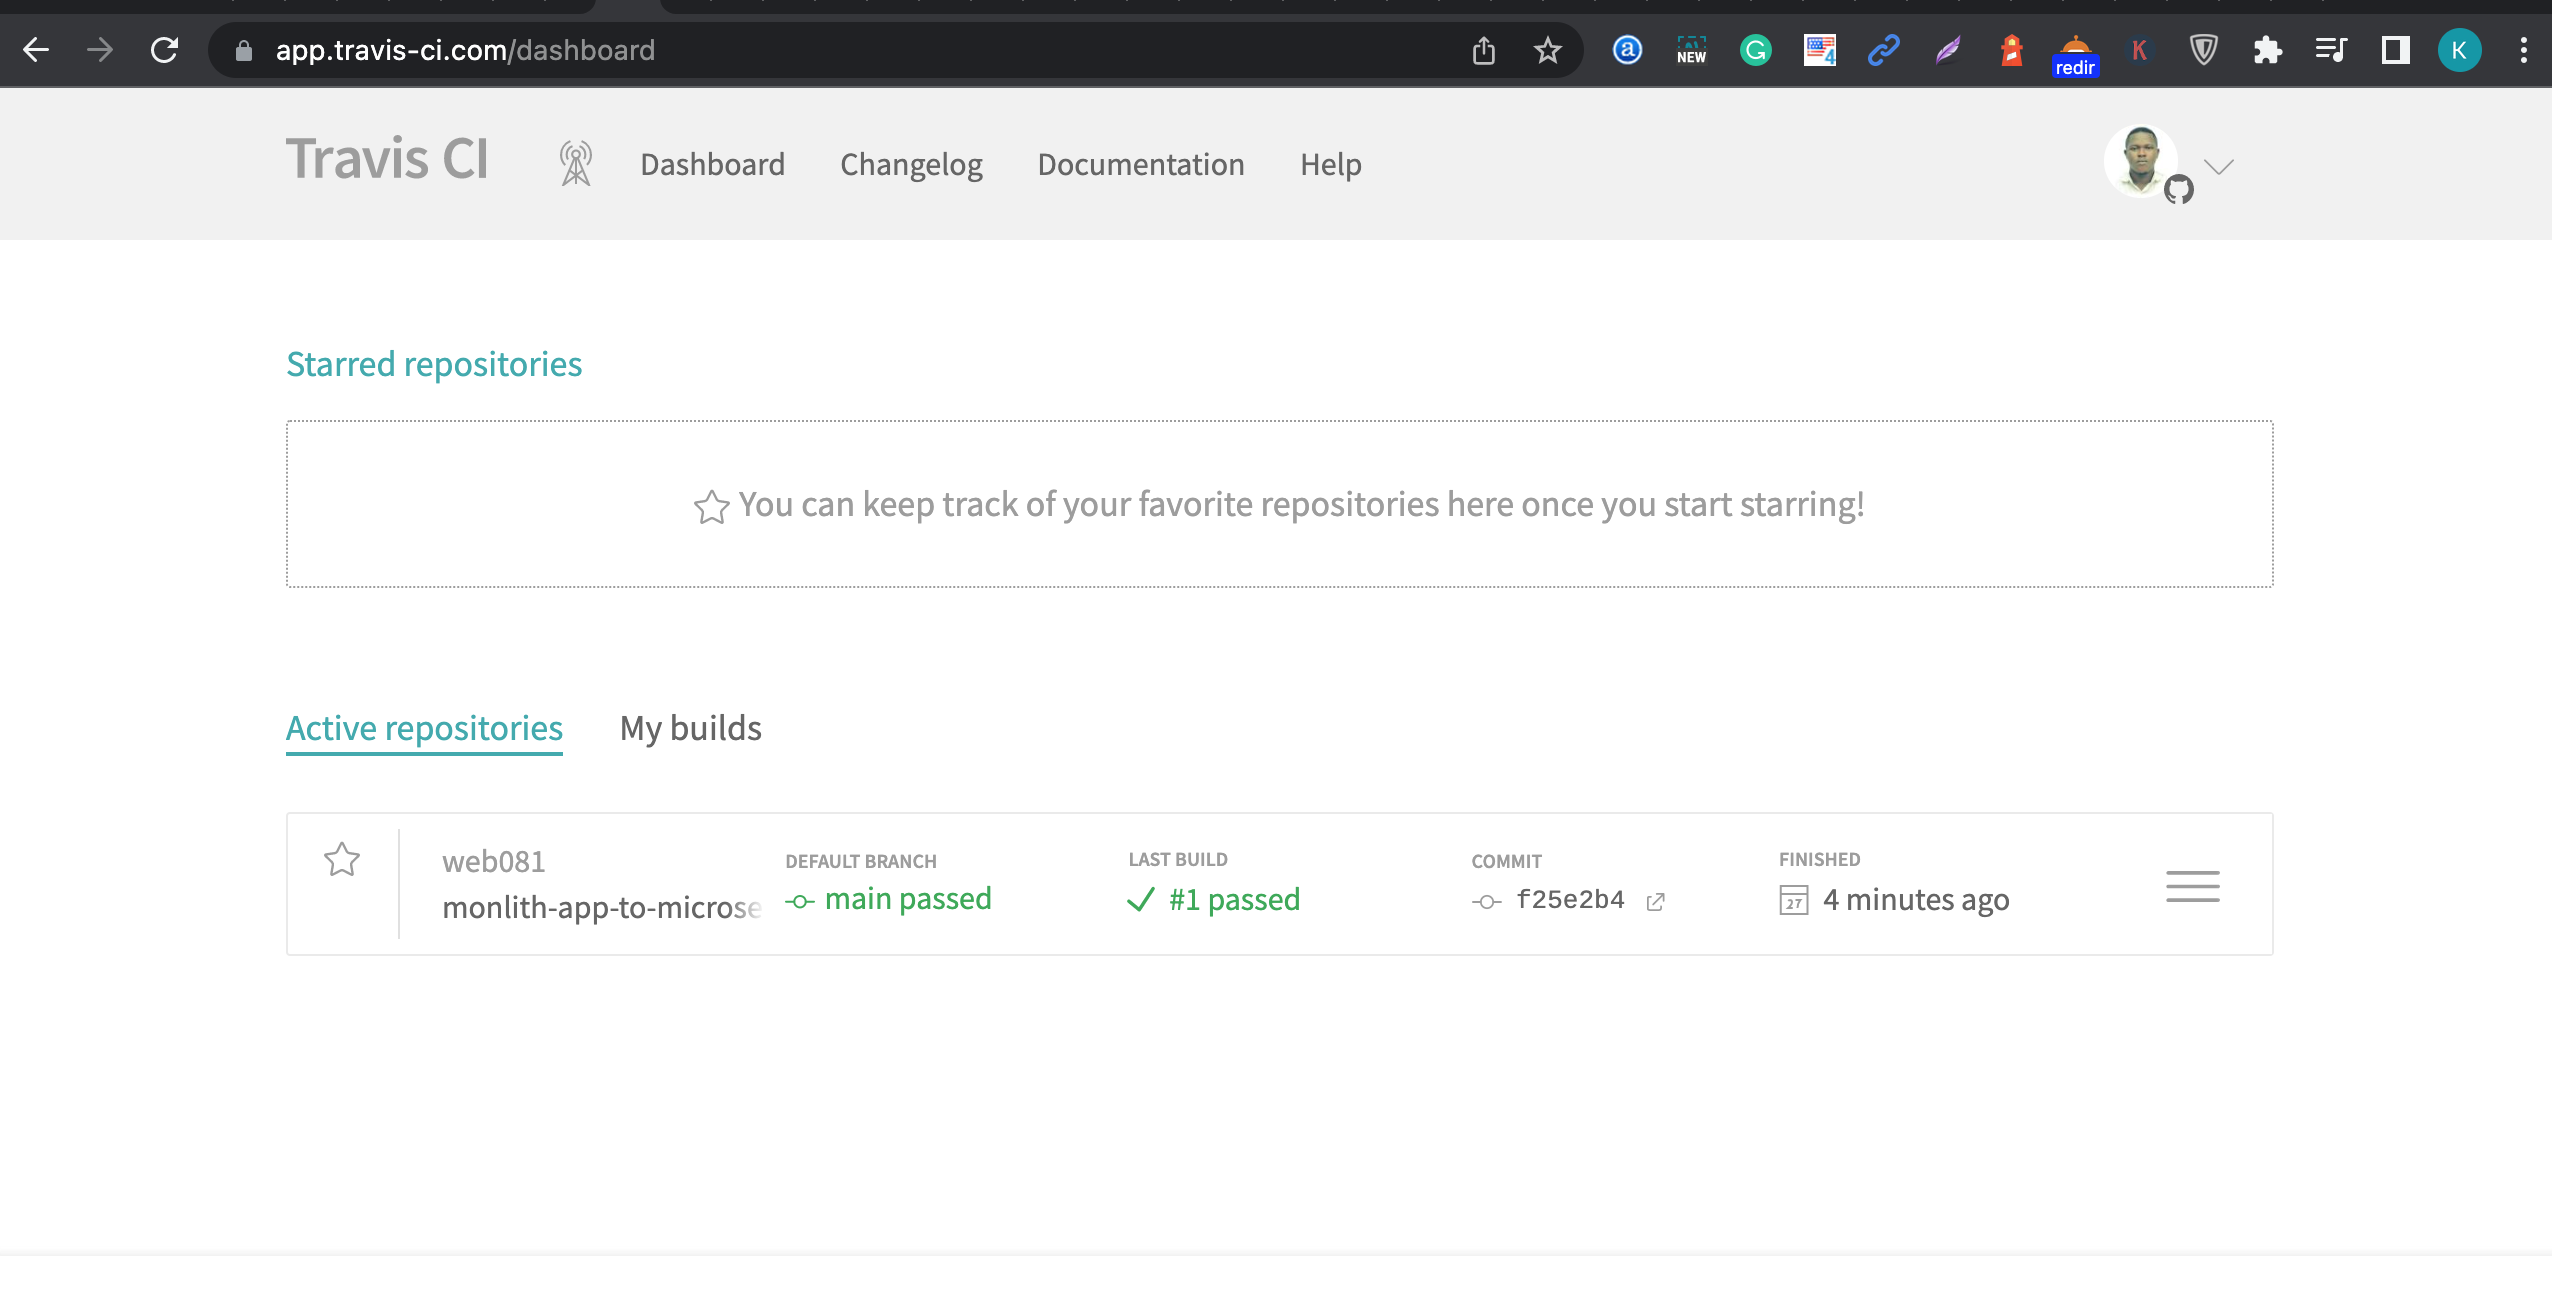 app.travis-ci.com/dashboard
NEW
4
redir
K
K
Travis CI
Dashboard
Changelog
Documentation
Help
Starred repositories
You can keep track of your favorite repositories here once you start starring!
Active repositories
My builds
web081
monlith-app-to-microse
DEFAULT BRANCH
main passed
LAST BUILD
#1 passed
COMMIT
f25e2b4
FINISHED
27
4 minutes ago